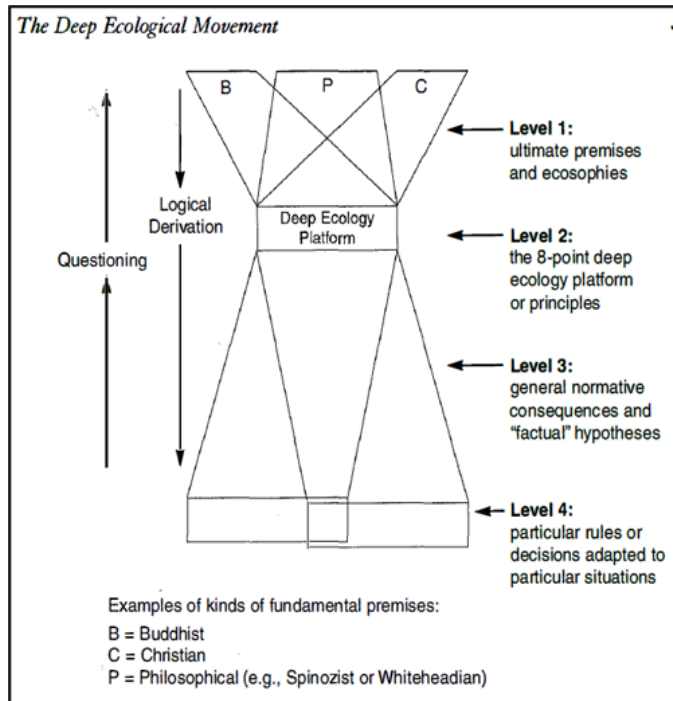 The Deep Ecological Movement
B
P
C
Level 1:
ultimate premises
and ecosophies
Logical
Derivation
Questioning
Deep Ecology
Platform
Level 2:
the 8-point deep
ecology platform
or principles
Level 3:
general normative
consequences and
“factual” hypotheses
Level 4:
particular rules or
decisions adapted to
particular situations
Examples of kinds of fundamental premises:
B = Buddhist
C = Christian
P = Philosophical (e.g., Spinozist or Whiteheadian)